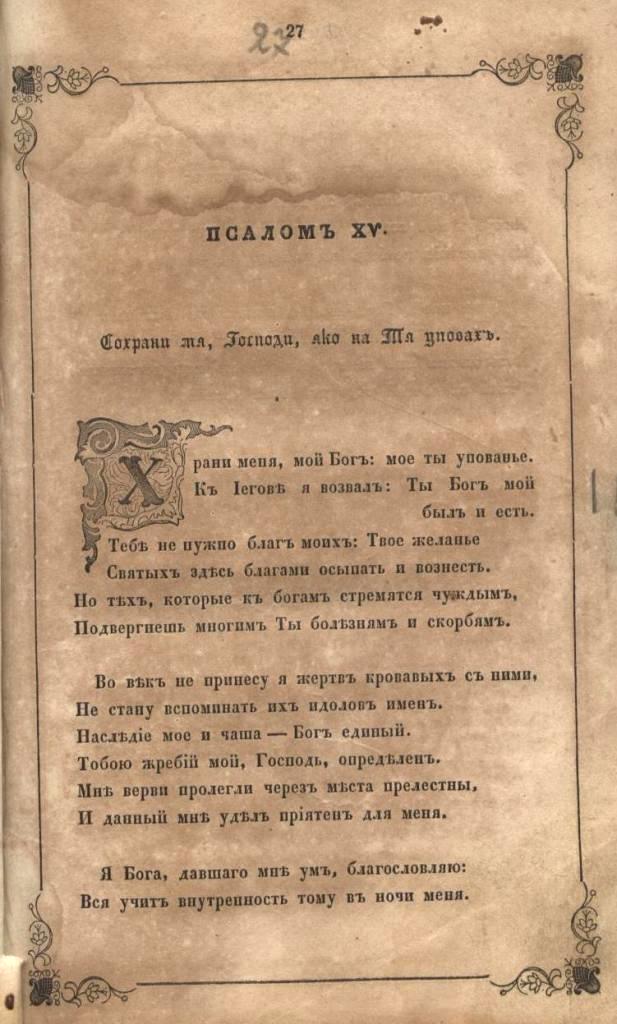 27
27
ПСАЛОМЪ XV.
Сохрани мя, Господи, яко на Тя уповахъ.
Храни меня, мой Богъ: мое ты упованье.
Къ Іеговѣ я возвалъ: Ты Богъ мой
былъ и есть.
Тебѣ не нужно благъ моихъ: Твое желанье
Святыхъ здѣсь благами осыпать и вознесть.
Но тѣхъ, которые къ богамъ стремятся чуждымъ,
Подвергнешь многимъ Ты болѣзнямъ и скорбямъ.
Во вѣкъ не принесу я жертвъ кровавыхъ съ ними,
Не стану вспоминать ихъ идоловъ именъ.
Наслѣдіе мое и чаша — Богъ единый.
Тобою жребій мой, Господь, опредѣленъ.
Мнѣ верви пролегли черезъ мѣста прелестны,
И данный мнѣ удѣлъ пріятенъ для меня.
Я Бога, давшаго мнѣ умъ, благословляю:
Вся учитъ внутренность тому въ ночи меня.